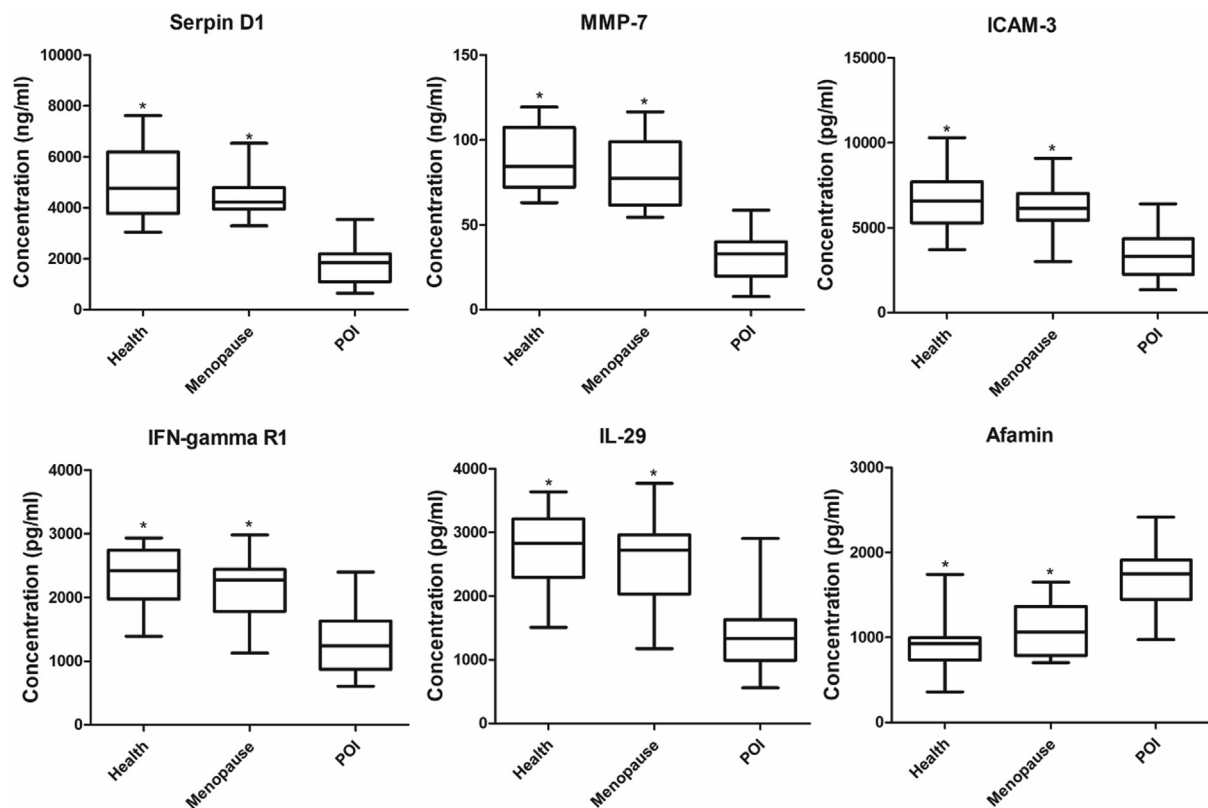 Serpin D1
Concentration (ng/ml)
10000
8000
6000
4000
2000
0
*
*
Health
Menopause
POI
MMP-7
Concentration (ng/ml)
150
100
50
0
*
*
Health
Menopause
POI
ICAM-3
Concentration (pg/ml)
15000
10000
5000
0
*
*
Health
Menopause
POI
IFN-gamma R1
Concentration (pg/ml)
4000
3000
2000
1000
0
*
*
Health
Menopause
POI
IL-29
Concentration (pg/ml)
4000
3000
2000
1000
0
*
*
Health
Menopause
POI
Afamin
Concentration (pg/ml)
3000
2000
1000
0
*
*
Health
Menopause
POI